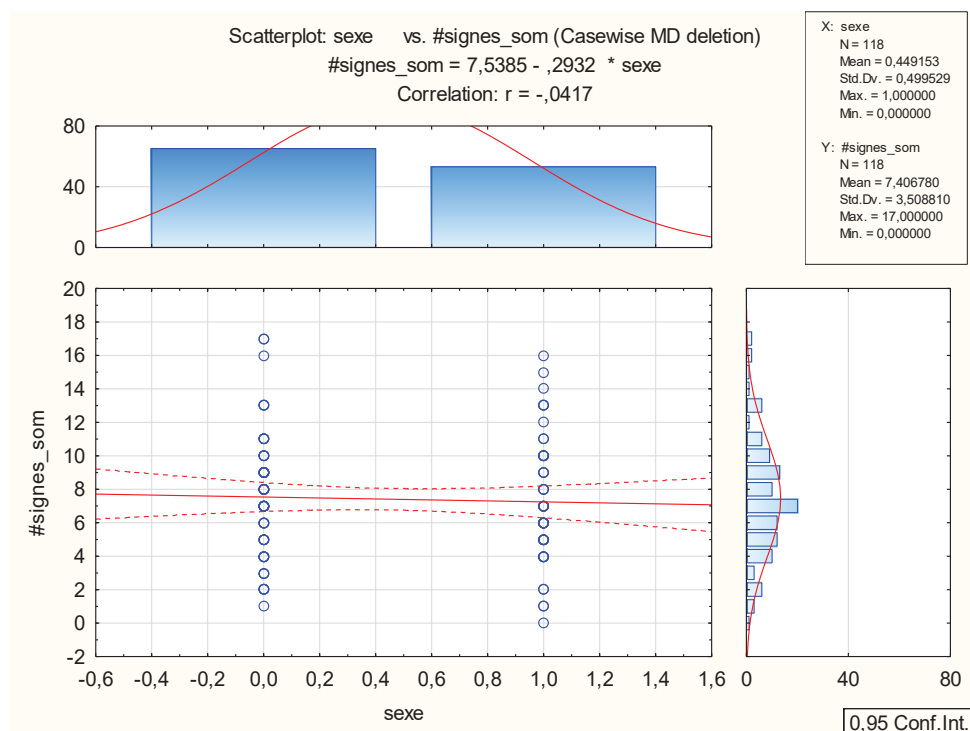 Scatterplot: sexe vs. #signes_som (Casewise MD deletion)
#signes_som = 7,5385 - ,2932 * sexe
Correlation: r = -,0417
X: sexe
N = 118
Mean = 0,449153
Std.Dv. = 0,499529
Max. = 1,000000
Min. = 0,000000
Y: #signes_som
N = 118
Mean = 7,406780
Std.Dv. = 3,508810
Max. = 17,000000
Min. = 0,000000
80
40
0
20
18
16
14
12
10
8
6
4
2
0
-2
#signes_som
-0,6 -0,4 -0,2 0,0 0,2 0,4 0,6 0,8 1,0 1,2 1,4 1,6
sexe
0 40 80
0,95 Conf.Int.